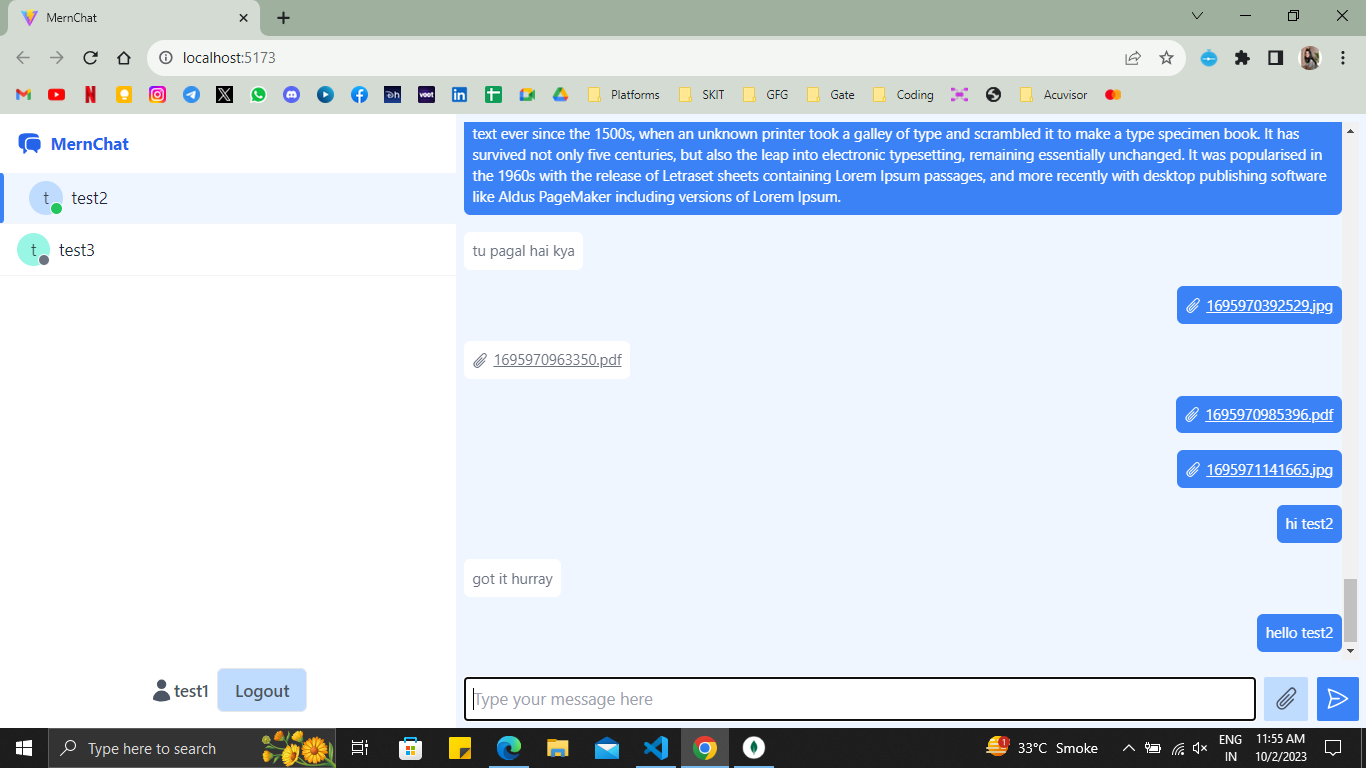 MernChat
localhost:5173
Platforms
SKIT
GFG
Gate
Coding
Acuvisor
MernChat
t test2
t test3
text ever since the 1500s, when an unknown printer took a galley of type and scrambled it to make a type specimen book. It has
survived not only five centuries, but also the leap into electronic typesetting, remaining essentially unchanged. It was popularised in
the 1960s with the release of Letraset sheets containing Lorem Ipsum passages, and more recently with desktop publishing software
like Aldus PageMaker including versions of Lorem Ipsum.
tu pagal hai kya
1695970392529.jpg
1695970963350.pdf
1695970985396.pdf
1695971141665.jpg
hi test2
got it hurray
hello test2
test1 Logout
Type your message here
Type here to search
33°C Smoke
1
ENG
IN
11:55 AM
10/2/2023